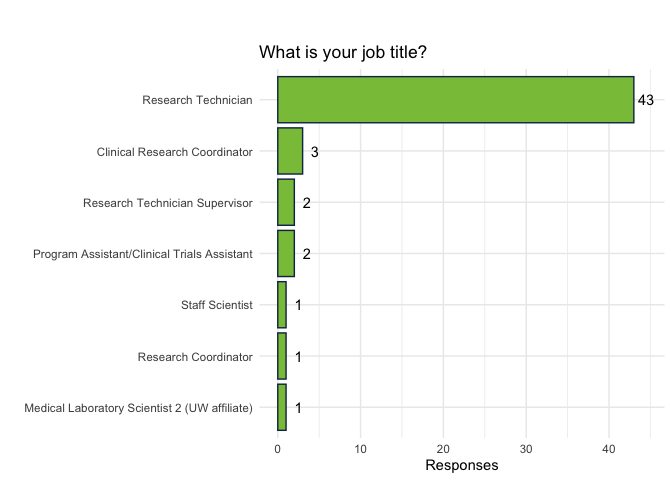 What is your job title?
Research Technician 43
Clinical Research Coordinator 3
Research Technician Supervisor 2
Program Assistant/Clinical Trials Assistant 2
Staff Scientist 1
Research Coordinator 1
Medical Laboratory Scientist 2 (UW affiliate) 1
0 10 20 30 40
Responses